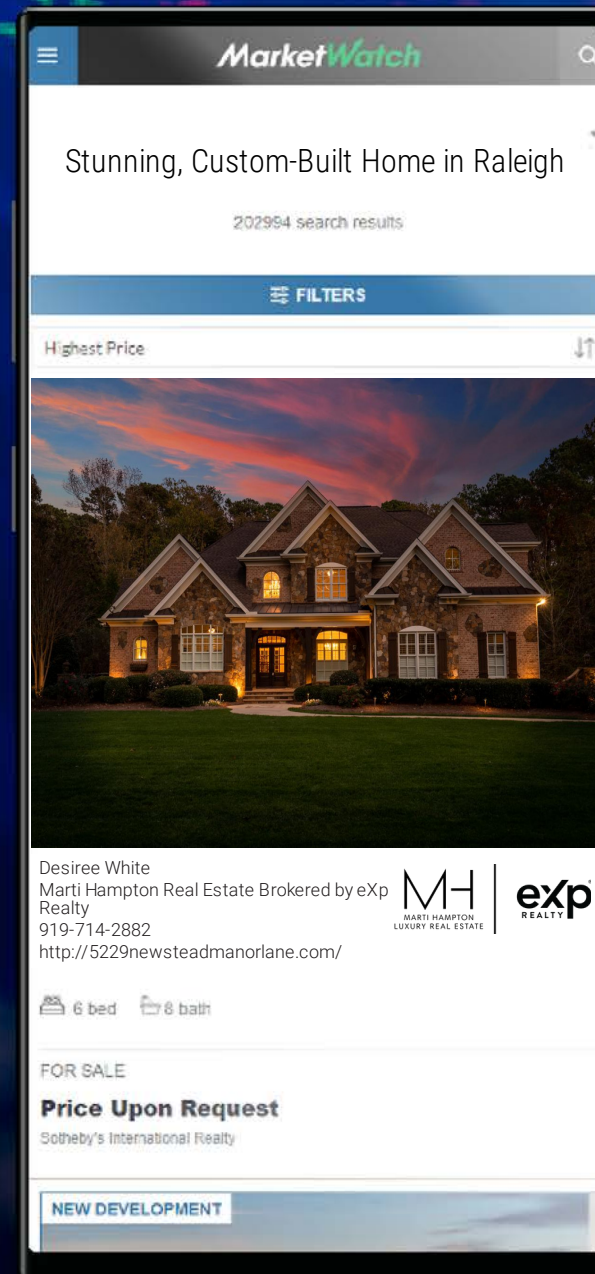 MarketWatch
Stunning, Custom-Built Home in Raleigh
202994 search results
FILTERS
Highest Price
Desiree White
Marti Hampton Real Estate Brokered by eXp
Realty
919-714-2882
http://5229newsteadmanorlane.com/
MH
MARTI HAMPTON
LUXURY REAL ESTATE
eXp
REALTY
6 bed 8 bath
FOR SALE
Price Upon Request
Sotheby's International Realty
NEW DEVELOPMENT